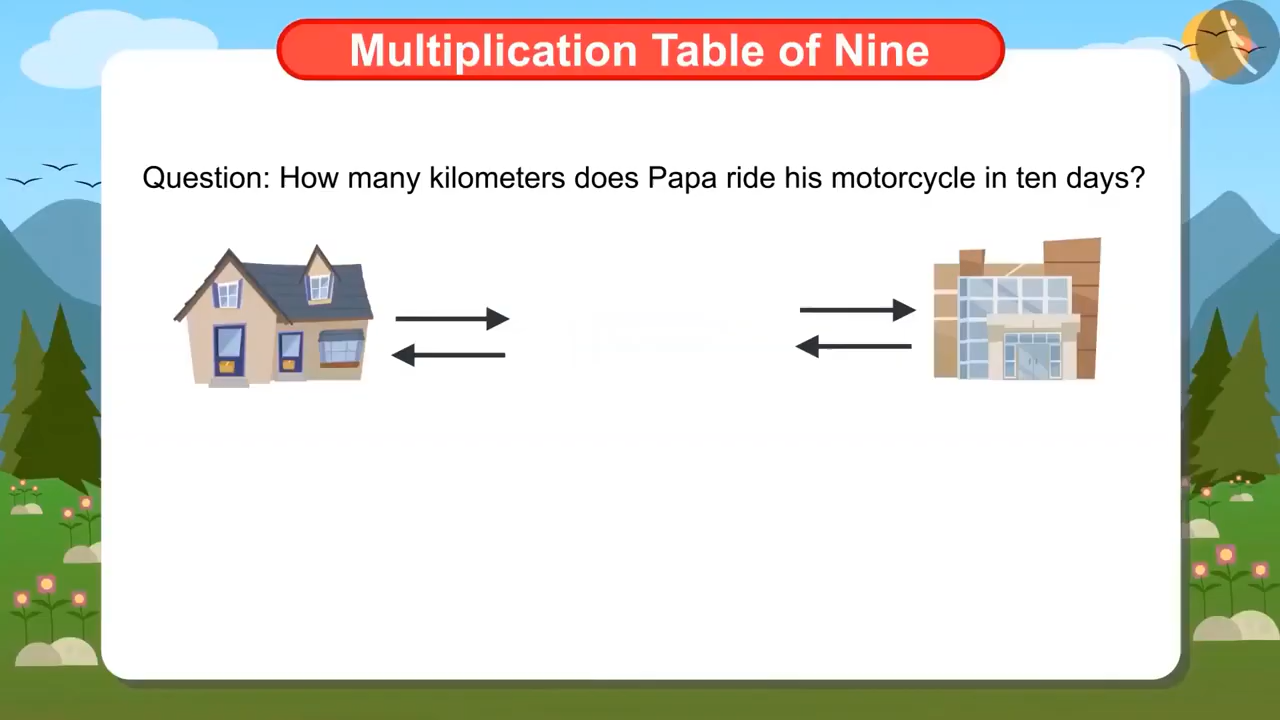 Multiplication Table of Nine
Question: How many kilometers does Papa ride his motorcycle in ten days?